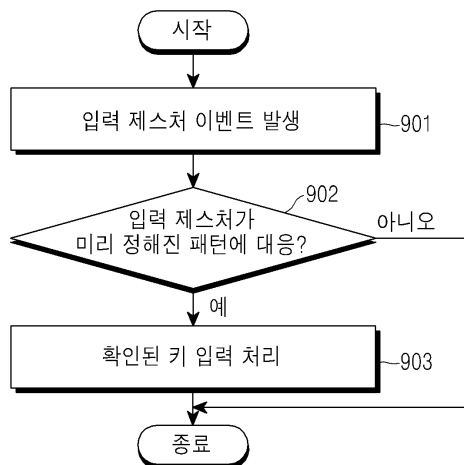 시작
입력 제스처 이벤트 발생
901
902
입력 제스처가
미리 정해진 패턴에 대응?
아니오
예
확인된 키 입력 처리
903
종료